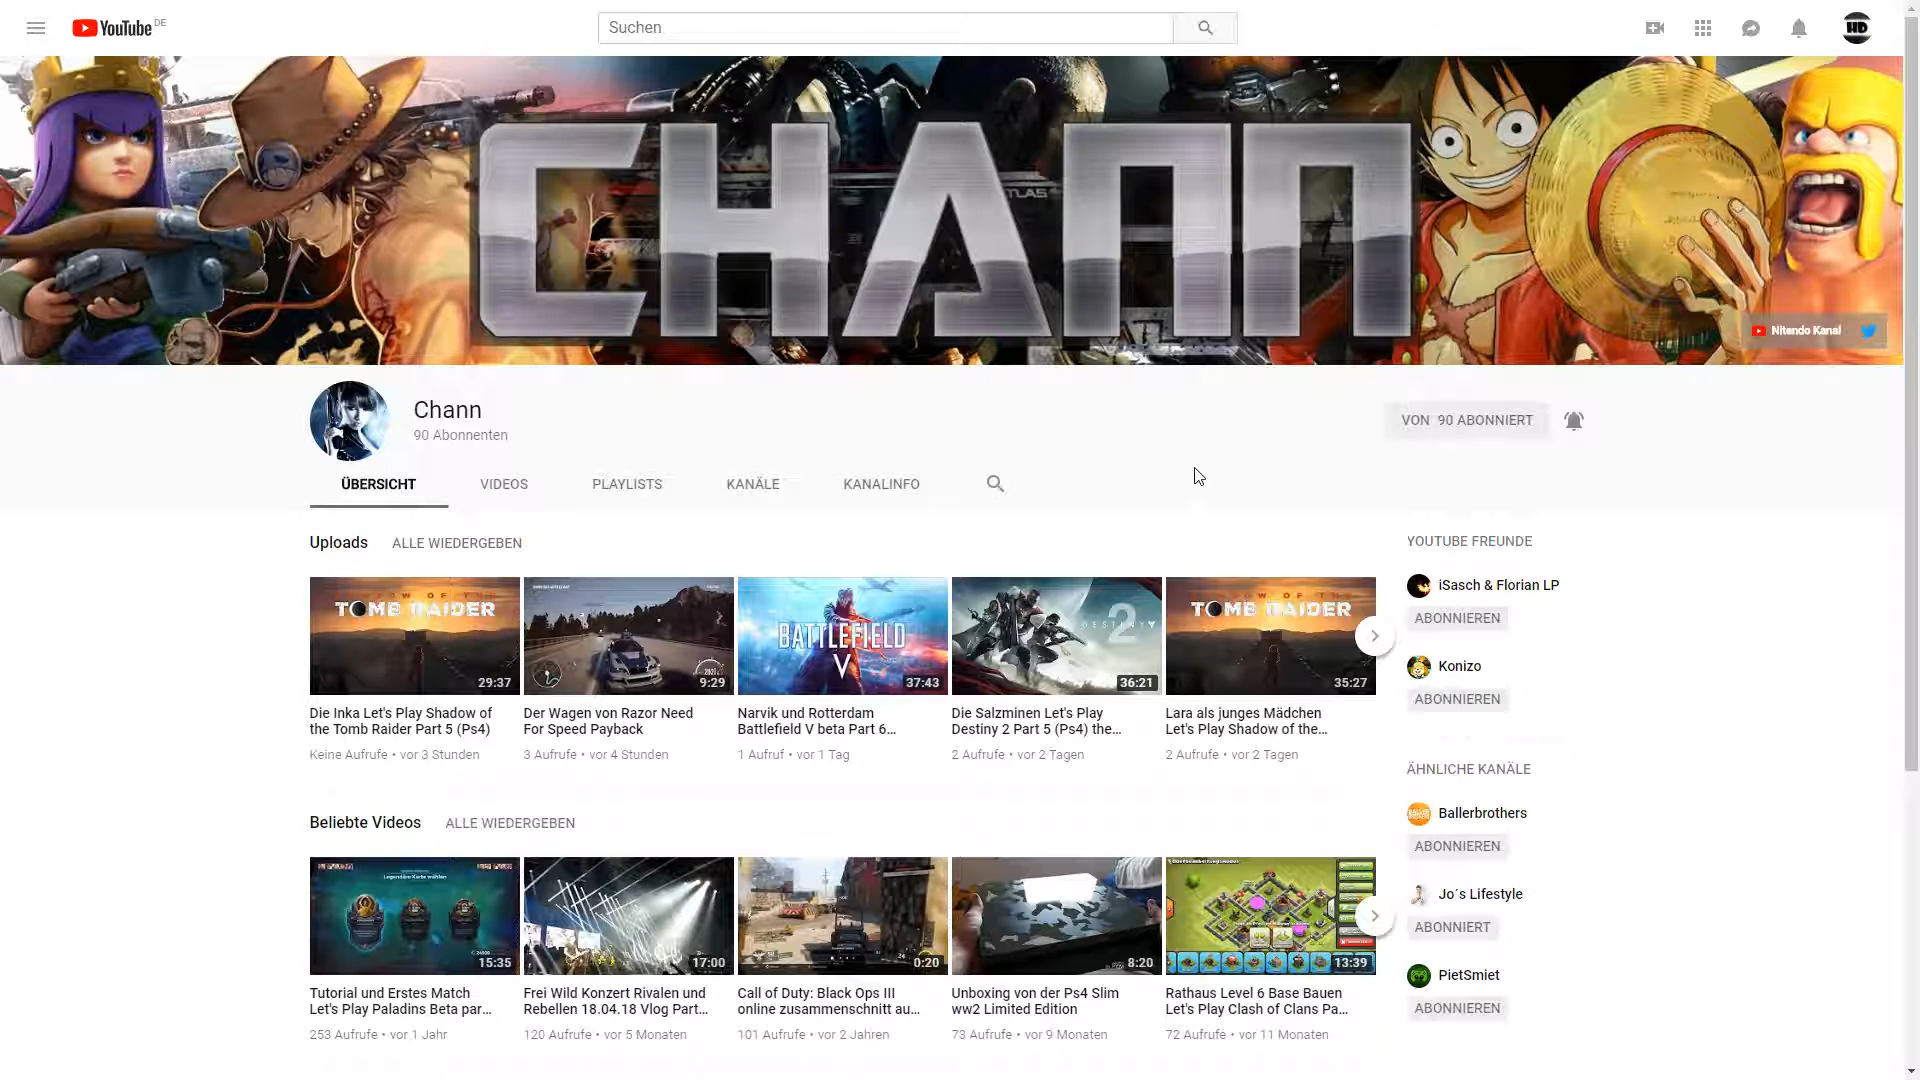 YouTube DE
Suchen
HD
CHANN
ATLAS
Nitendo Kanal
Chann
90 Abonnenten
VON 90 ABONNIERT
ÜBERSICHT
VIDEOS
PLAYLISTS
KANÄLE
KANALINFO
Uploads
ALLE WIEDERGEBEN
TOMB RAIDER
29:37
9:29
BATTLEFIELD
V
37:43
DESTINY 2
36:21
TOMB RAIDER
35:27
Die Inka Let's Play Shadow of
the Tomb Raider Part 5 (Ps4)
Keine Aufrufe • vor 3 Stunden
Der Wagen von Razor Need
For Speed Payback
3 Aufrufe • vor 4 Stunden
Narvik und Rotterdam
Battlefield V beta Part 6...
1 Aufruf • vor 1 Tag
Die Salzminen Let's Play
Destiny 2 Part 5 (Ps4) the...
2 Aufrufe • vor 2 Tagen
Lara als junges Mädchen
Let's Play Shadow of the...
2 Aufrufe • vor 2 Tagen
Beliebte Videos
ALLE WIEDERGEBEN
Legendäre Karte wählen
15:35
17:00
0:20
8:20
13:39
Tutorial und Erstes Match
Let's Play Paladins Beta par...
253 Aufrufe • vor 1 Jahr
Frei Wild Konzert Rivalen und
Rebellen 18.04.18 Vlog Part...
120 Aufrufe • vor 5 Monaten
Call of Duty: Black Ops III
online zusammenschnitt au...
101 Aufrufe • vor 2 Jahren
Unboxing von der Ps4 Slim
ww2 Limited Edition
73 Aufrufe • vor 9 Monaten
Rathaus Level 6 Base Bauen
Let's Play Clash of Clans Pa...
72 Aufrufe • vor 11 Monaten
YOUTUBE FREUNDE
iSasch & Florian LP
ABONNIEREN
Konizo
ABONNIEREN
ÄHNLICHE KANÄLE
Ballerbrothers
ABONNIEREN
Jo´s Lifestyle
ABONNIERT
PietSmiet
ABONNIEREN